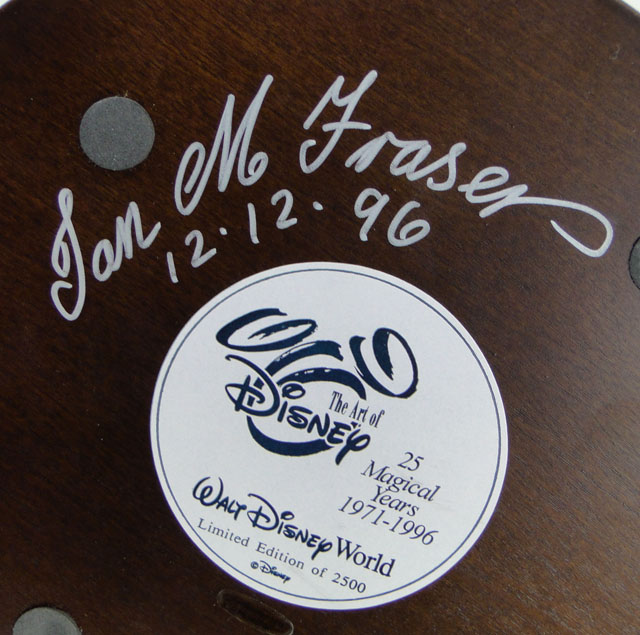 Ian M Fraser
12·12·96
The Art of
Disney
25
Magical
Years
1971-1996
Walt Disney World
Limited Edition of 2500
© Disney